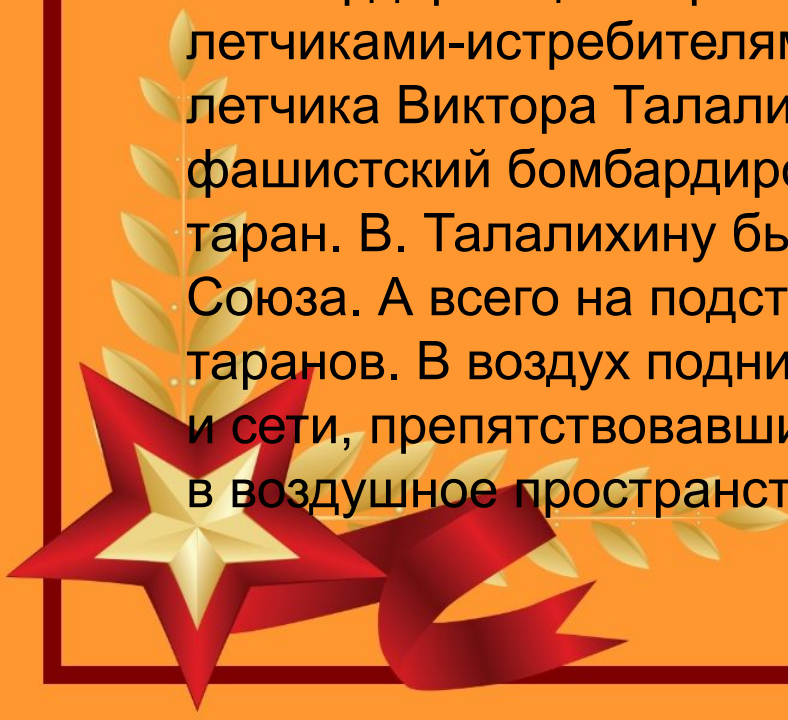 летчиками-истребителям
летчика Виктора Талали
фашистский бомбардиро
таран. В. Талалихину бы
Союза. А всего на подст
таранов. В воздух подни
и сети, препятствовавши
в воздушное пространст